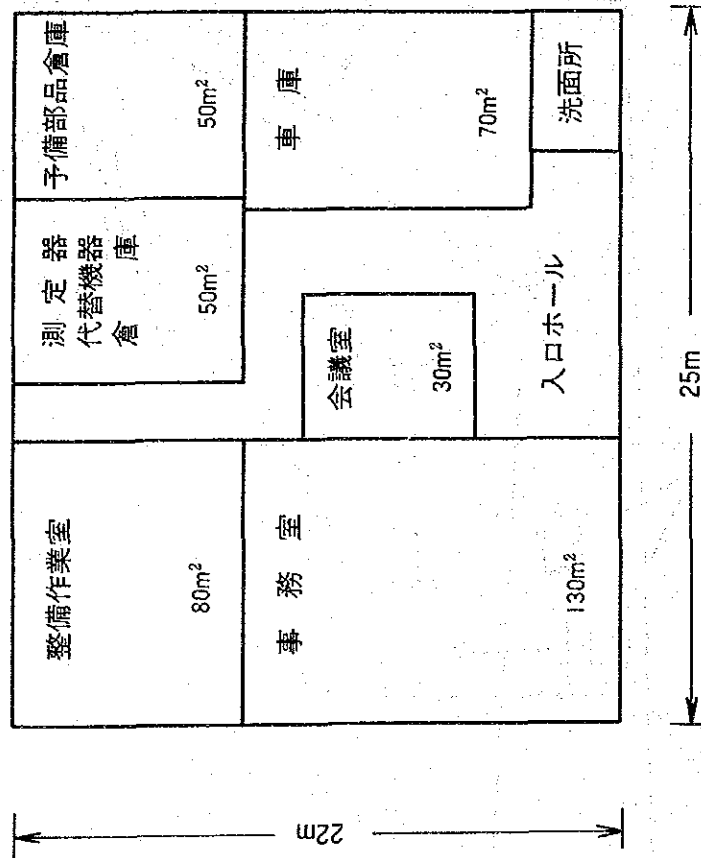 整備作業室
80m²
測定器
代替機器
倉庫
50m²
予備部品倉庫
50m²
事務室
130m²
会議室
30m²
車庫
70m²
入口ホール
洗面所
22m
25m